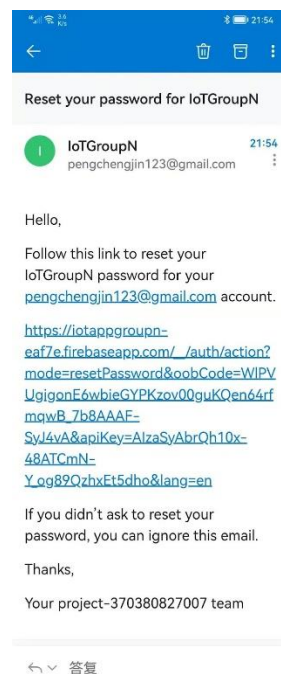 3.0
K/s
21:54
Reset your password for IoTGroupN
I
IoTGroupN
21:54
pengchengjin123@gmail.com
Hello,
Follow this link to reset your
IoTGroupN password for your
pengchengjin123@gmail.com account.
https://iotappgroupn-
eaf7e.firebaseapp.com/__/auth/action?
mode=resetPassword&oobCode=WIPV
UgigonE6wbieGYPKzov00guKQen64rf
mqwB_7b8AAAF-
SyJ4vA&apiKey=AIzaSyAbrQh10x-
48ATCmN-
Y_og89QzhxEt5dho&lang=en
If you didn't ask to reset your
password, you can ignore this email.
Thanks,
Your project-370380827007 team
答复